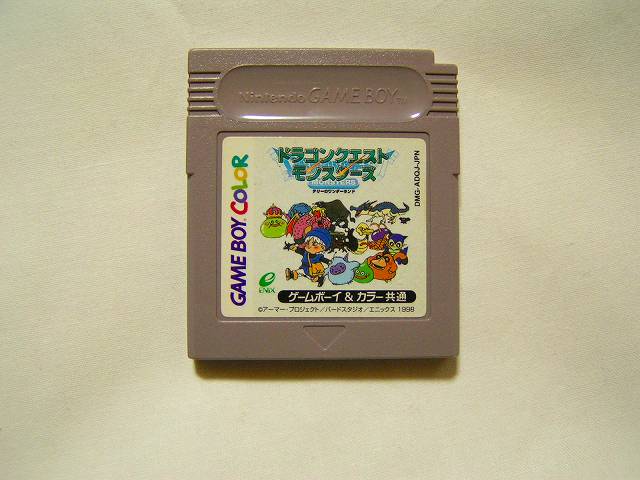 Nintendo GAME BOY TM
GAME BOY COLOR
ドラゴンクエスト
モンスターズ
MONSTERS
テリーのワンダーランド
DMG-ADQJ-JPN
ENIX
ゲームボーイ & カラー共通
©アーマー・プロジェクト/バードスタジオ/エニックス 1998